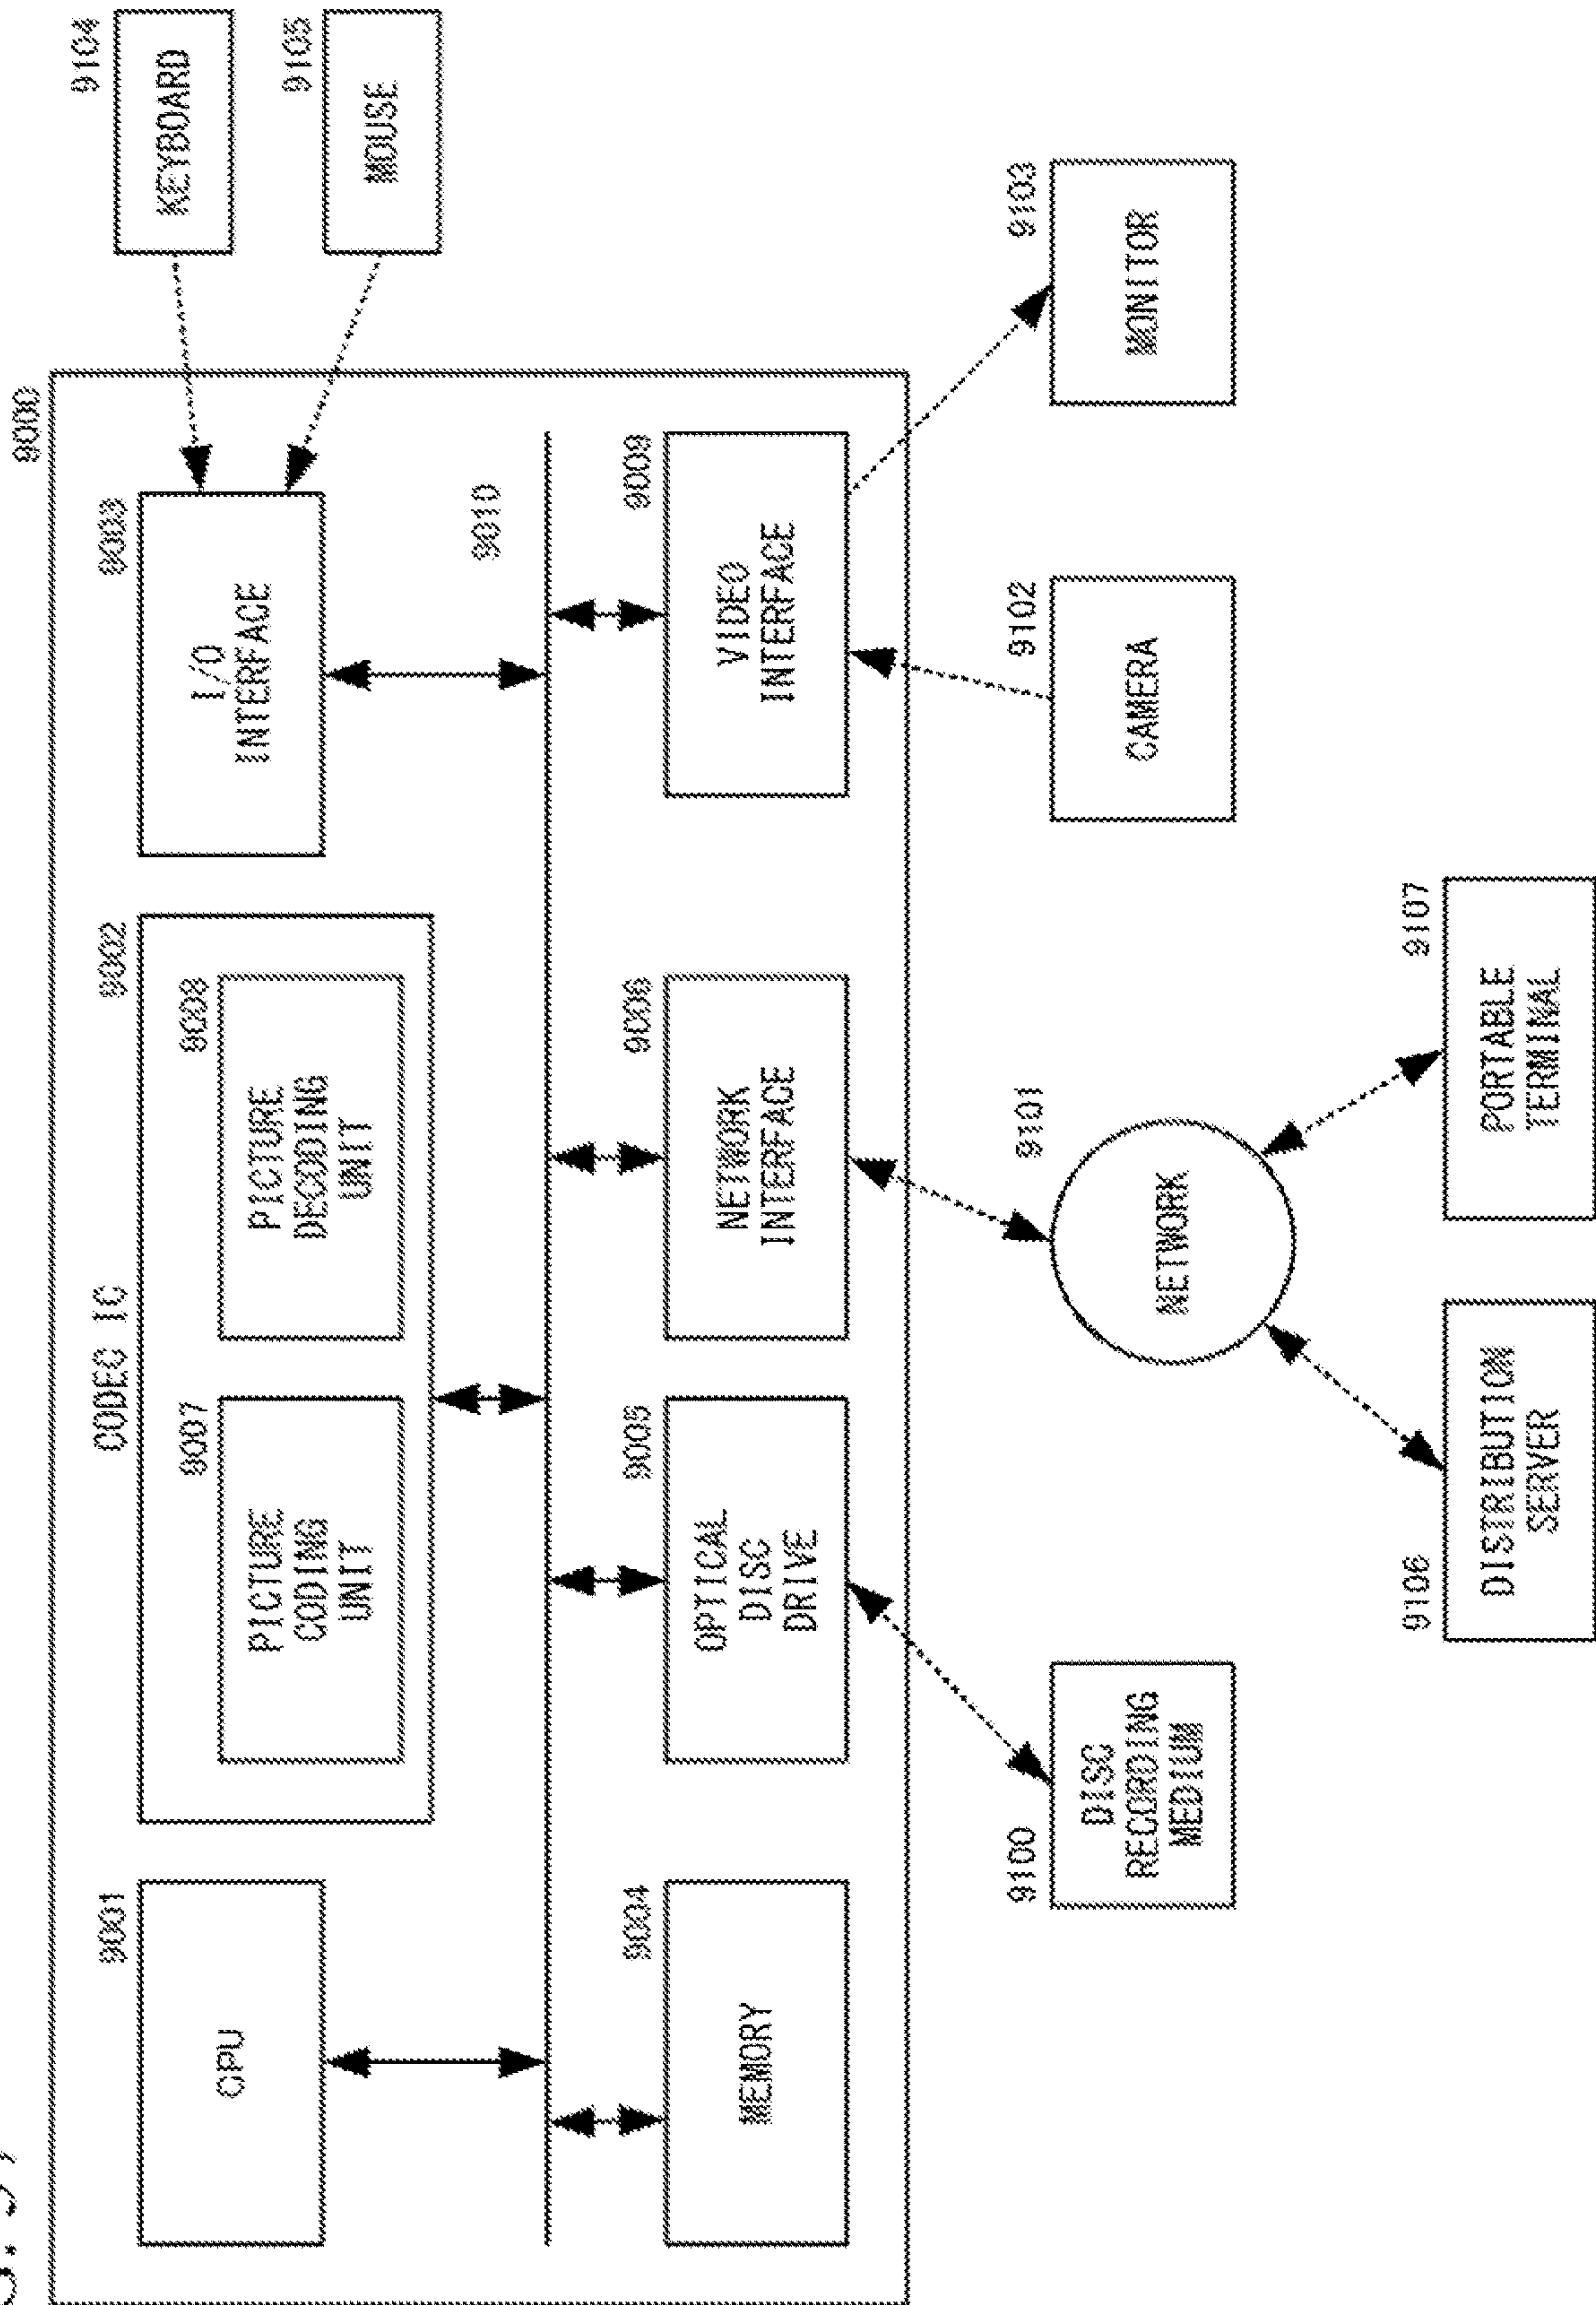 9000
9001
CPU
CODEC IC
9002
9007
PICTURE
CODING
UNIT
9008
PICTURE
DECODING
UNIT
9003
I/O
INTERFACE
9104
KEYBOARD
9105
MOUSE
9010
9004
MEMORY
9005
OPTICAL
DISC
DRIVE
9006
NETWORK
INTERFACE
9009
VIDEO
INTERFACE
9100
DISC
RECORDING
MEDIUM
9101
NETWORK
9102
CAMERA
9103
MONITOR
9106
DISTRIBUTION
SERVER
9107
PORTABLE
TERMINAL